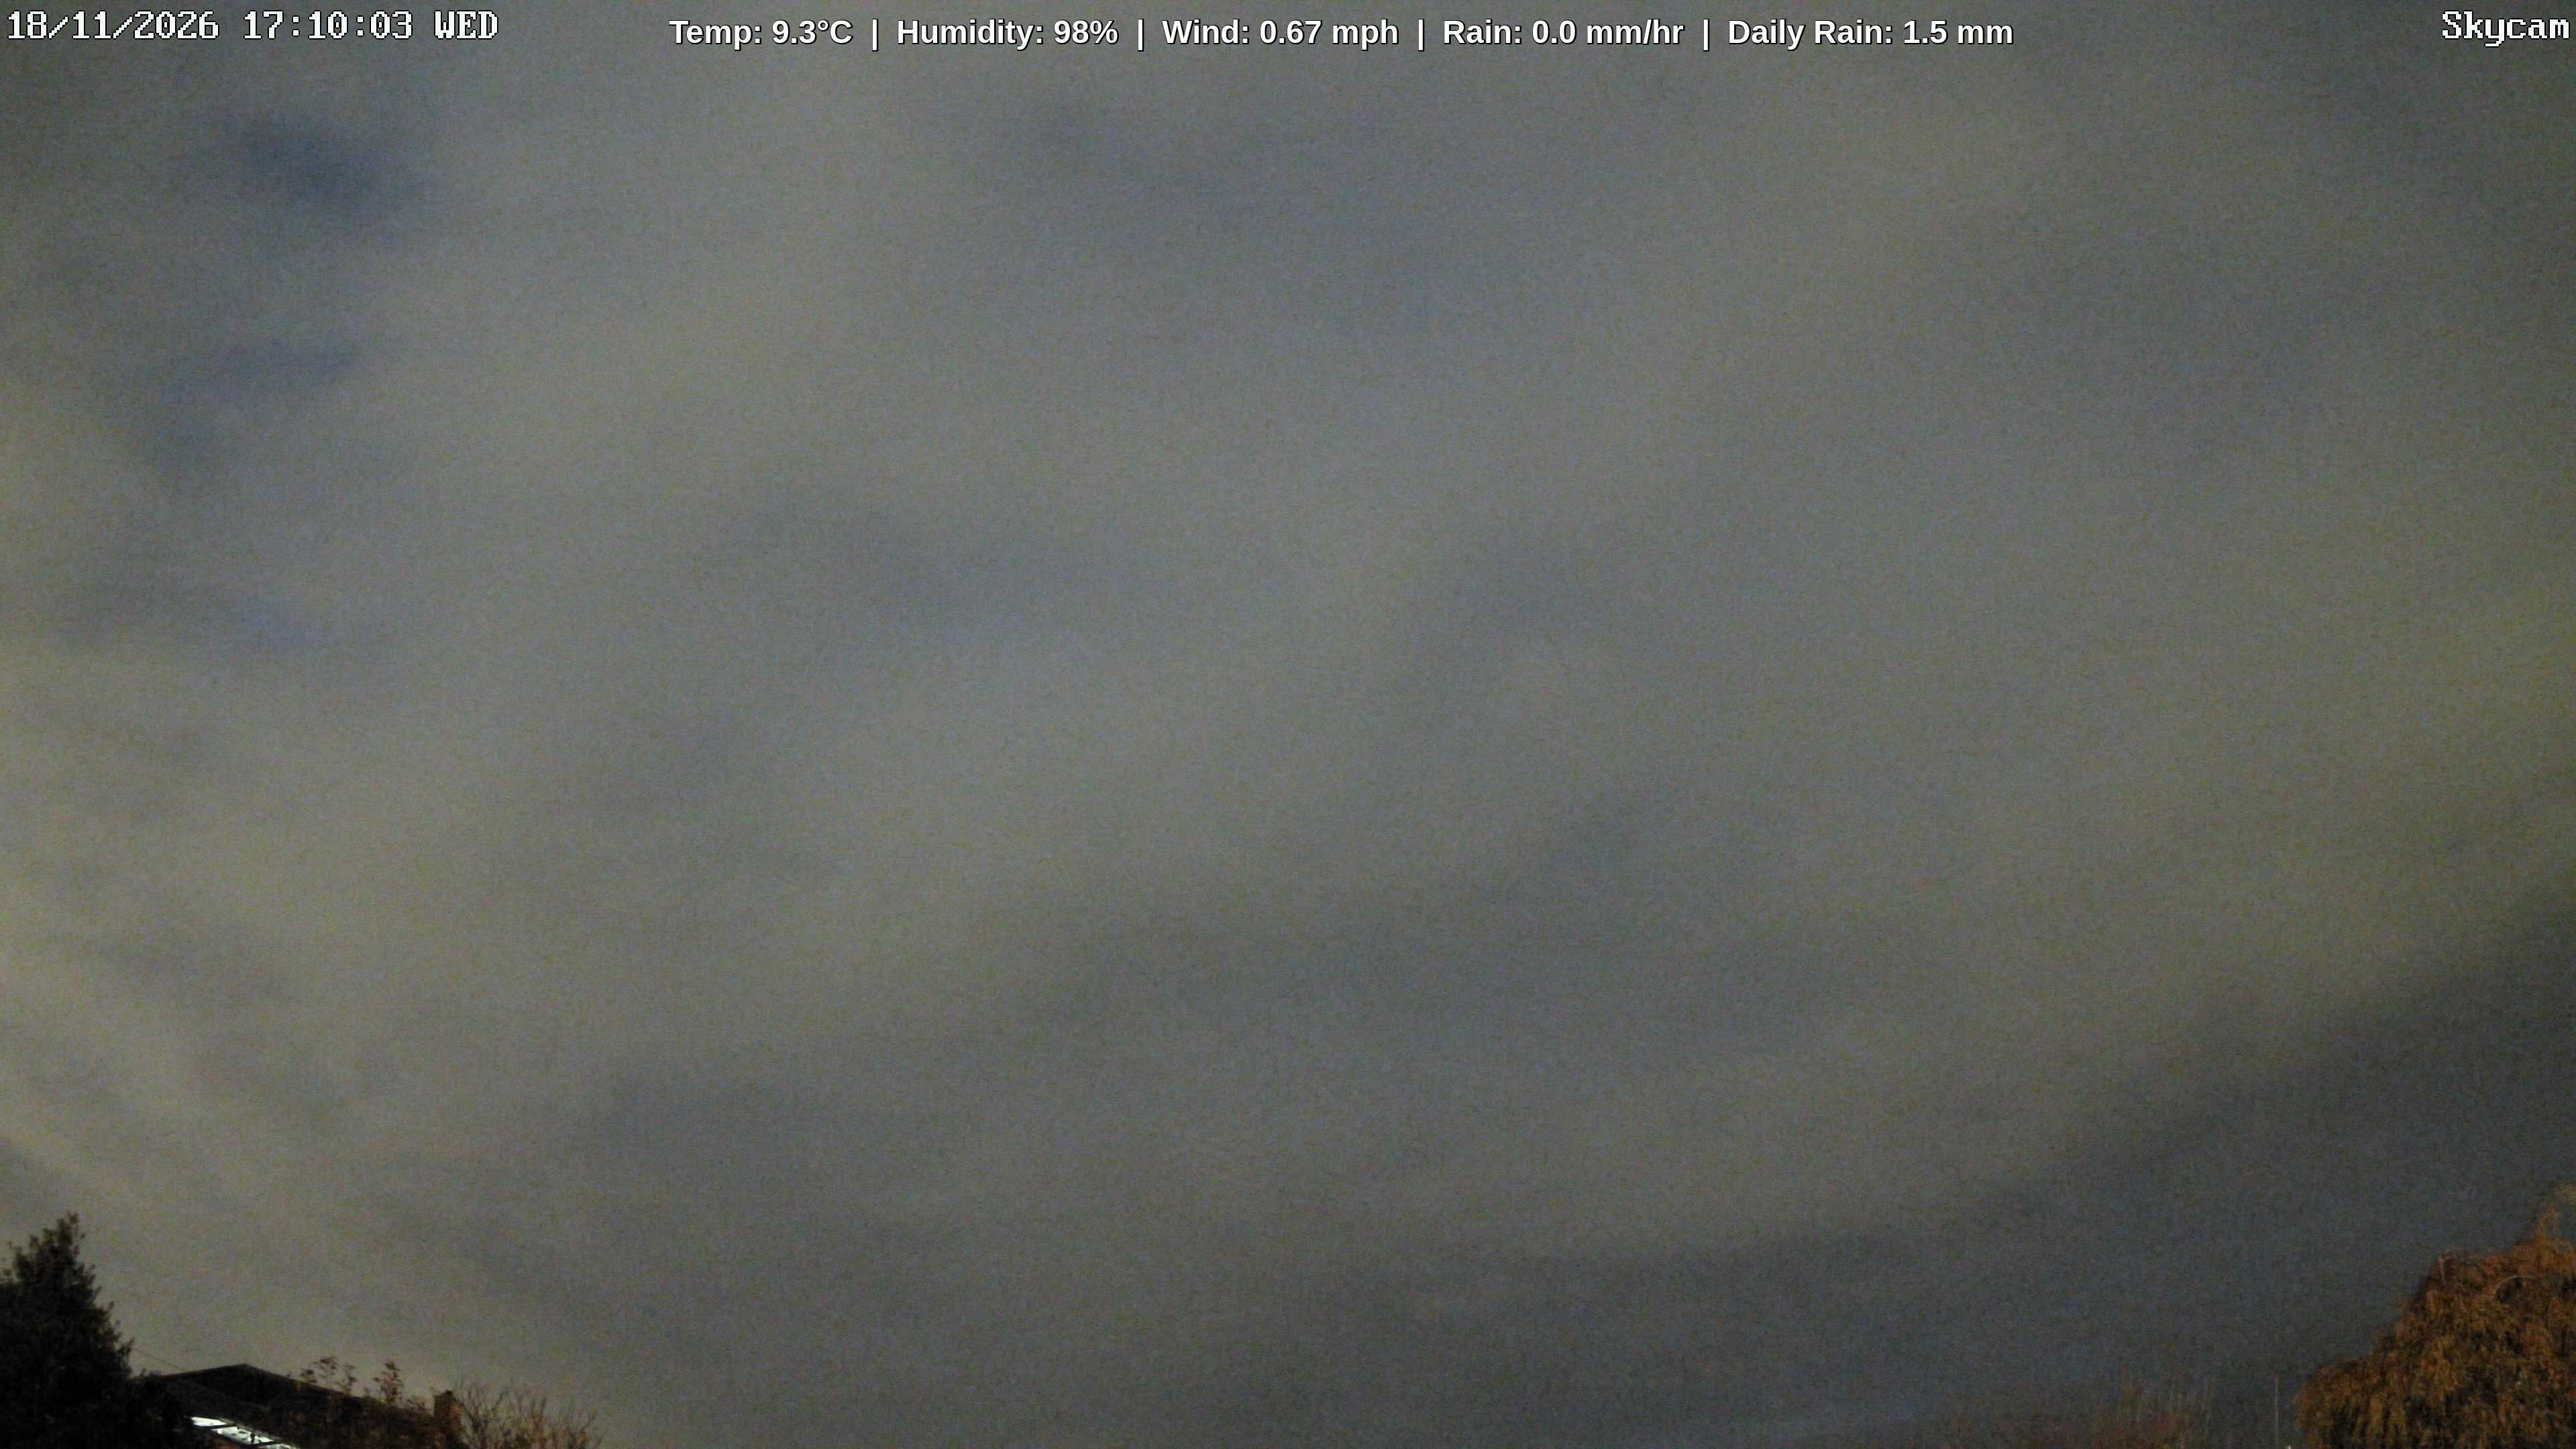 18/11/2026 17:10:03 WED
Temp: 9.3°C | Humidity: 98% | Wind: 0.67 mph | Rain: 0.0 mm/hr | Daily Rain: 1.5 mm
Skycam